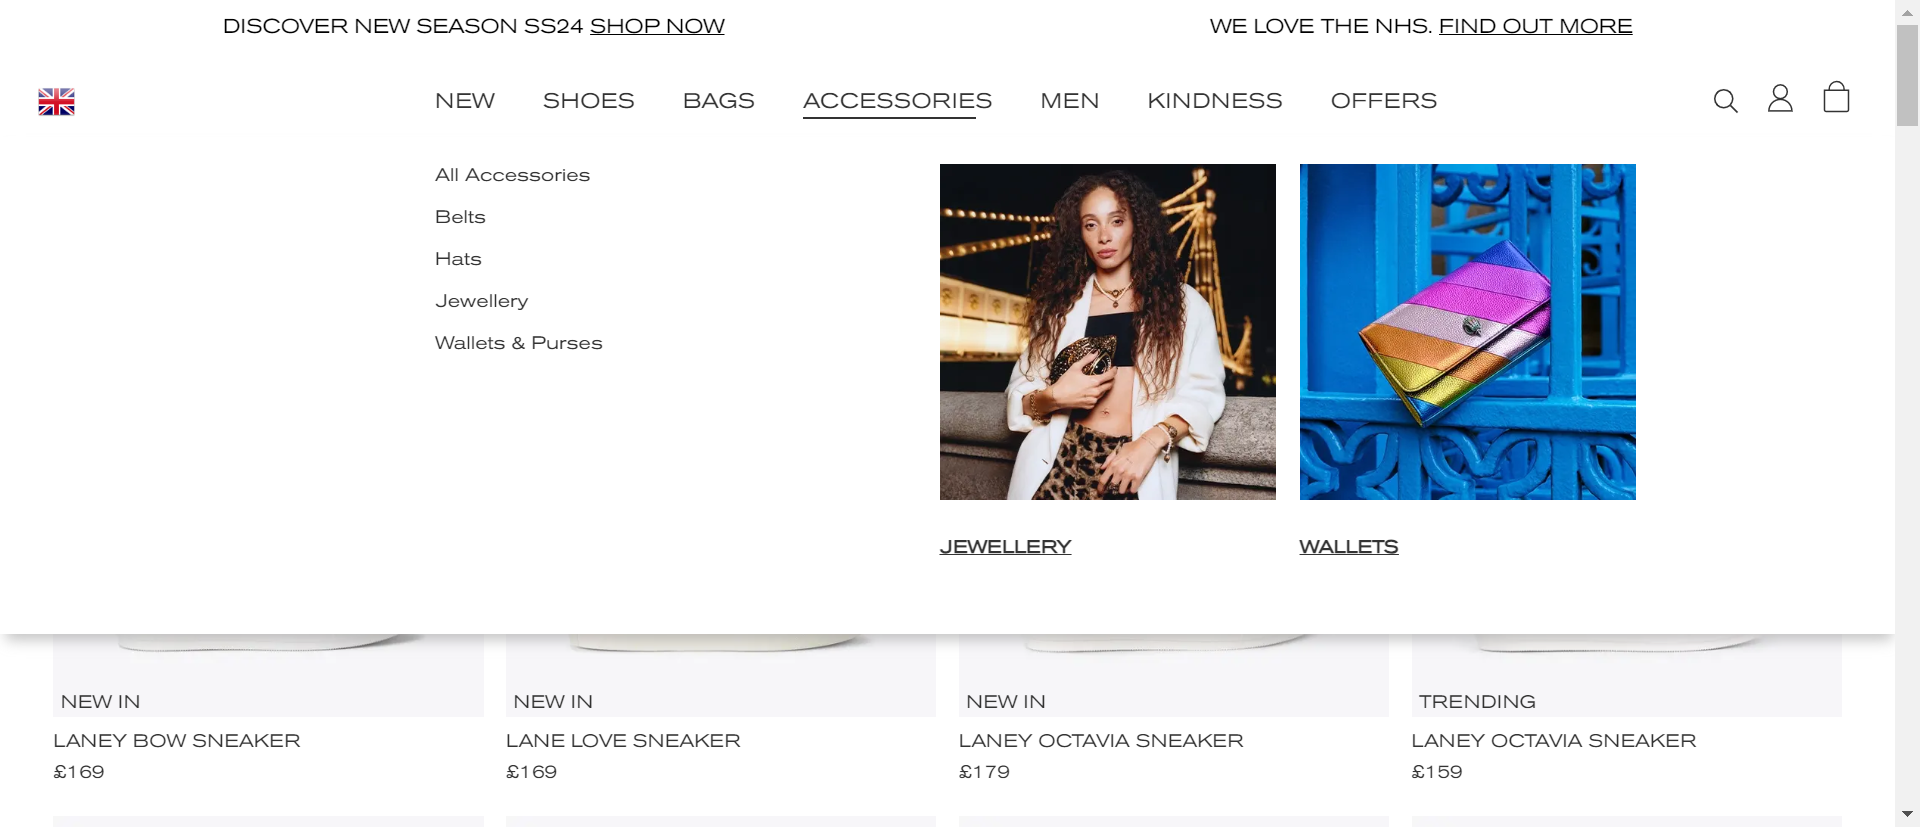 DISCOVER NEW SEASON SS24 SHOP NOW
WE LOVE THE NHS. FIND OUT MORE
NEW
SHOES
BAGS
ACCESSORIES
MEN
KINDNESS
OFFERS
All Accessories
Belts
Hats
Jewellery
Wallets & Purses
JEWELLERY
WALLETS
NEW IN
NEW IN
NEW IN
TRENDING
LANEY BOW SNEAKER
LANE LOVE SNEAKER
LANEY OCTAVIA SNEAKER
LANEY OCTAVIA SNEAKER
£169
£169
£179
£159